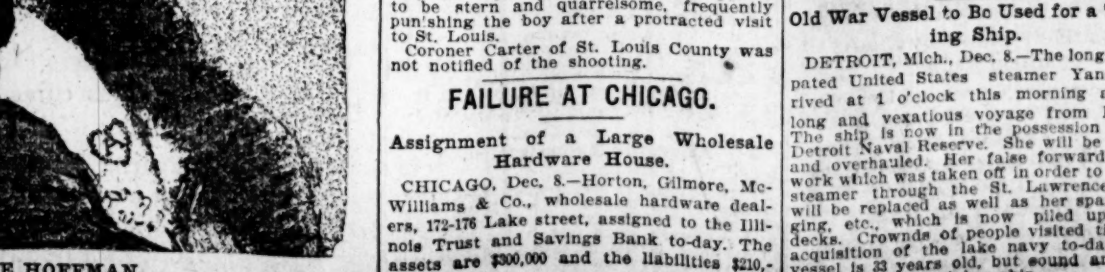 E HOFFMAN.
to be stern and quarrelsome, frequently
pun'shing the boy after a protracted visit
to St. Louis.
Coroner Carter of St. Louis County was
not notified of the shooting.
FAILURE AT CHICAGO.
Assignment of a Large Wholesale
Hardware House.
CHICAGO, Dec. 8.—Horton, Gilmore, Mc-
Williams & Co., wholesale hardware deal-
ers, 172-176 Lake street, assigned to the Illi-
nois Trust and Savings Bank to-day. The
assets are $300,000 and the liabilities $210,-
Old War Vessel to Be Used for a
ing Ship.
DETROIT, Mich., Dec. 8.—The long
pated United States steamer Yan
rived at 1 o'clock this morning a
long and vexatious voyage from
The ship is now in the possession
Detroit Naval Reserve. She will be
and overhauled. Her false forward
work which was taken off in order to
steamer through the St. Lawrence
will be replaced as well as her spa
ging, etc., which is now piled up
decks. Crownds of people visited t
acquisition of the lake navy to-da
vessel is 33 years old, but sound an